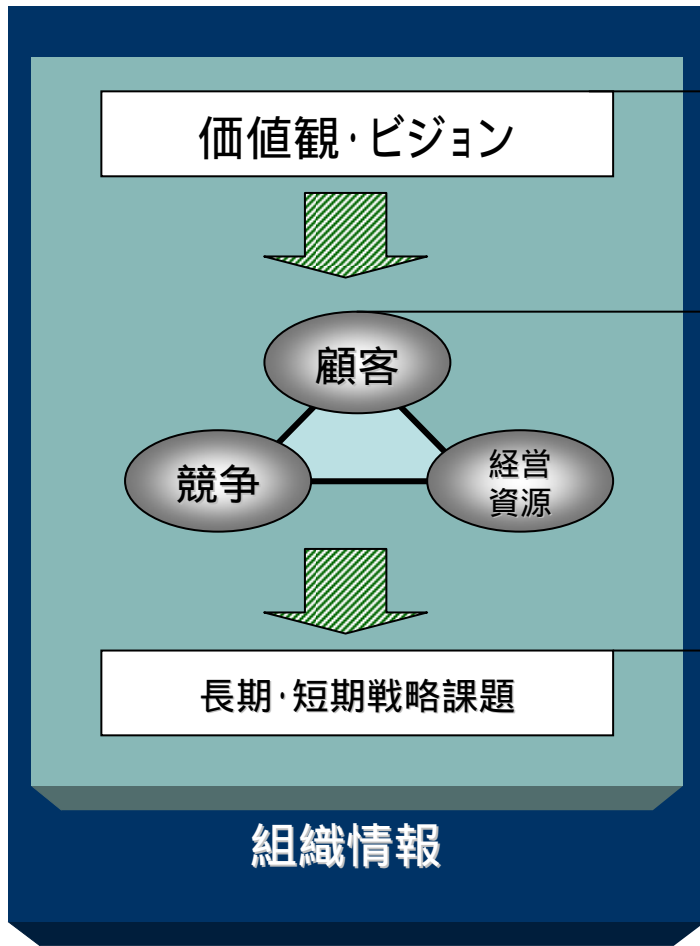 価値観・ビジョン
顧客
競争
経営
資源
長期・短期戦略課題
組織情報